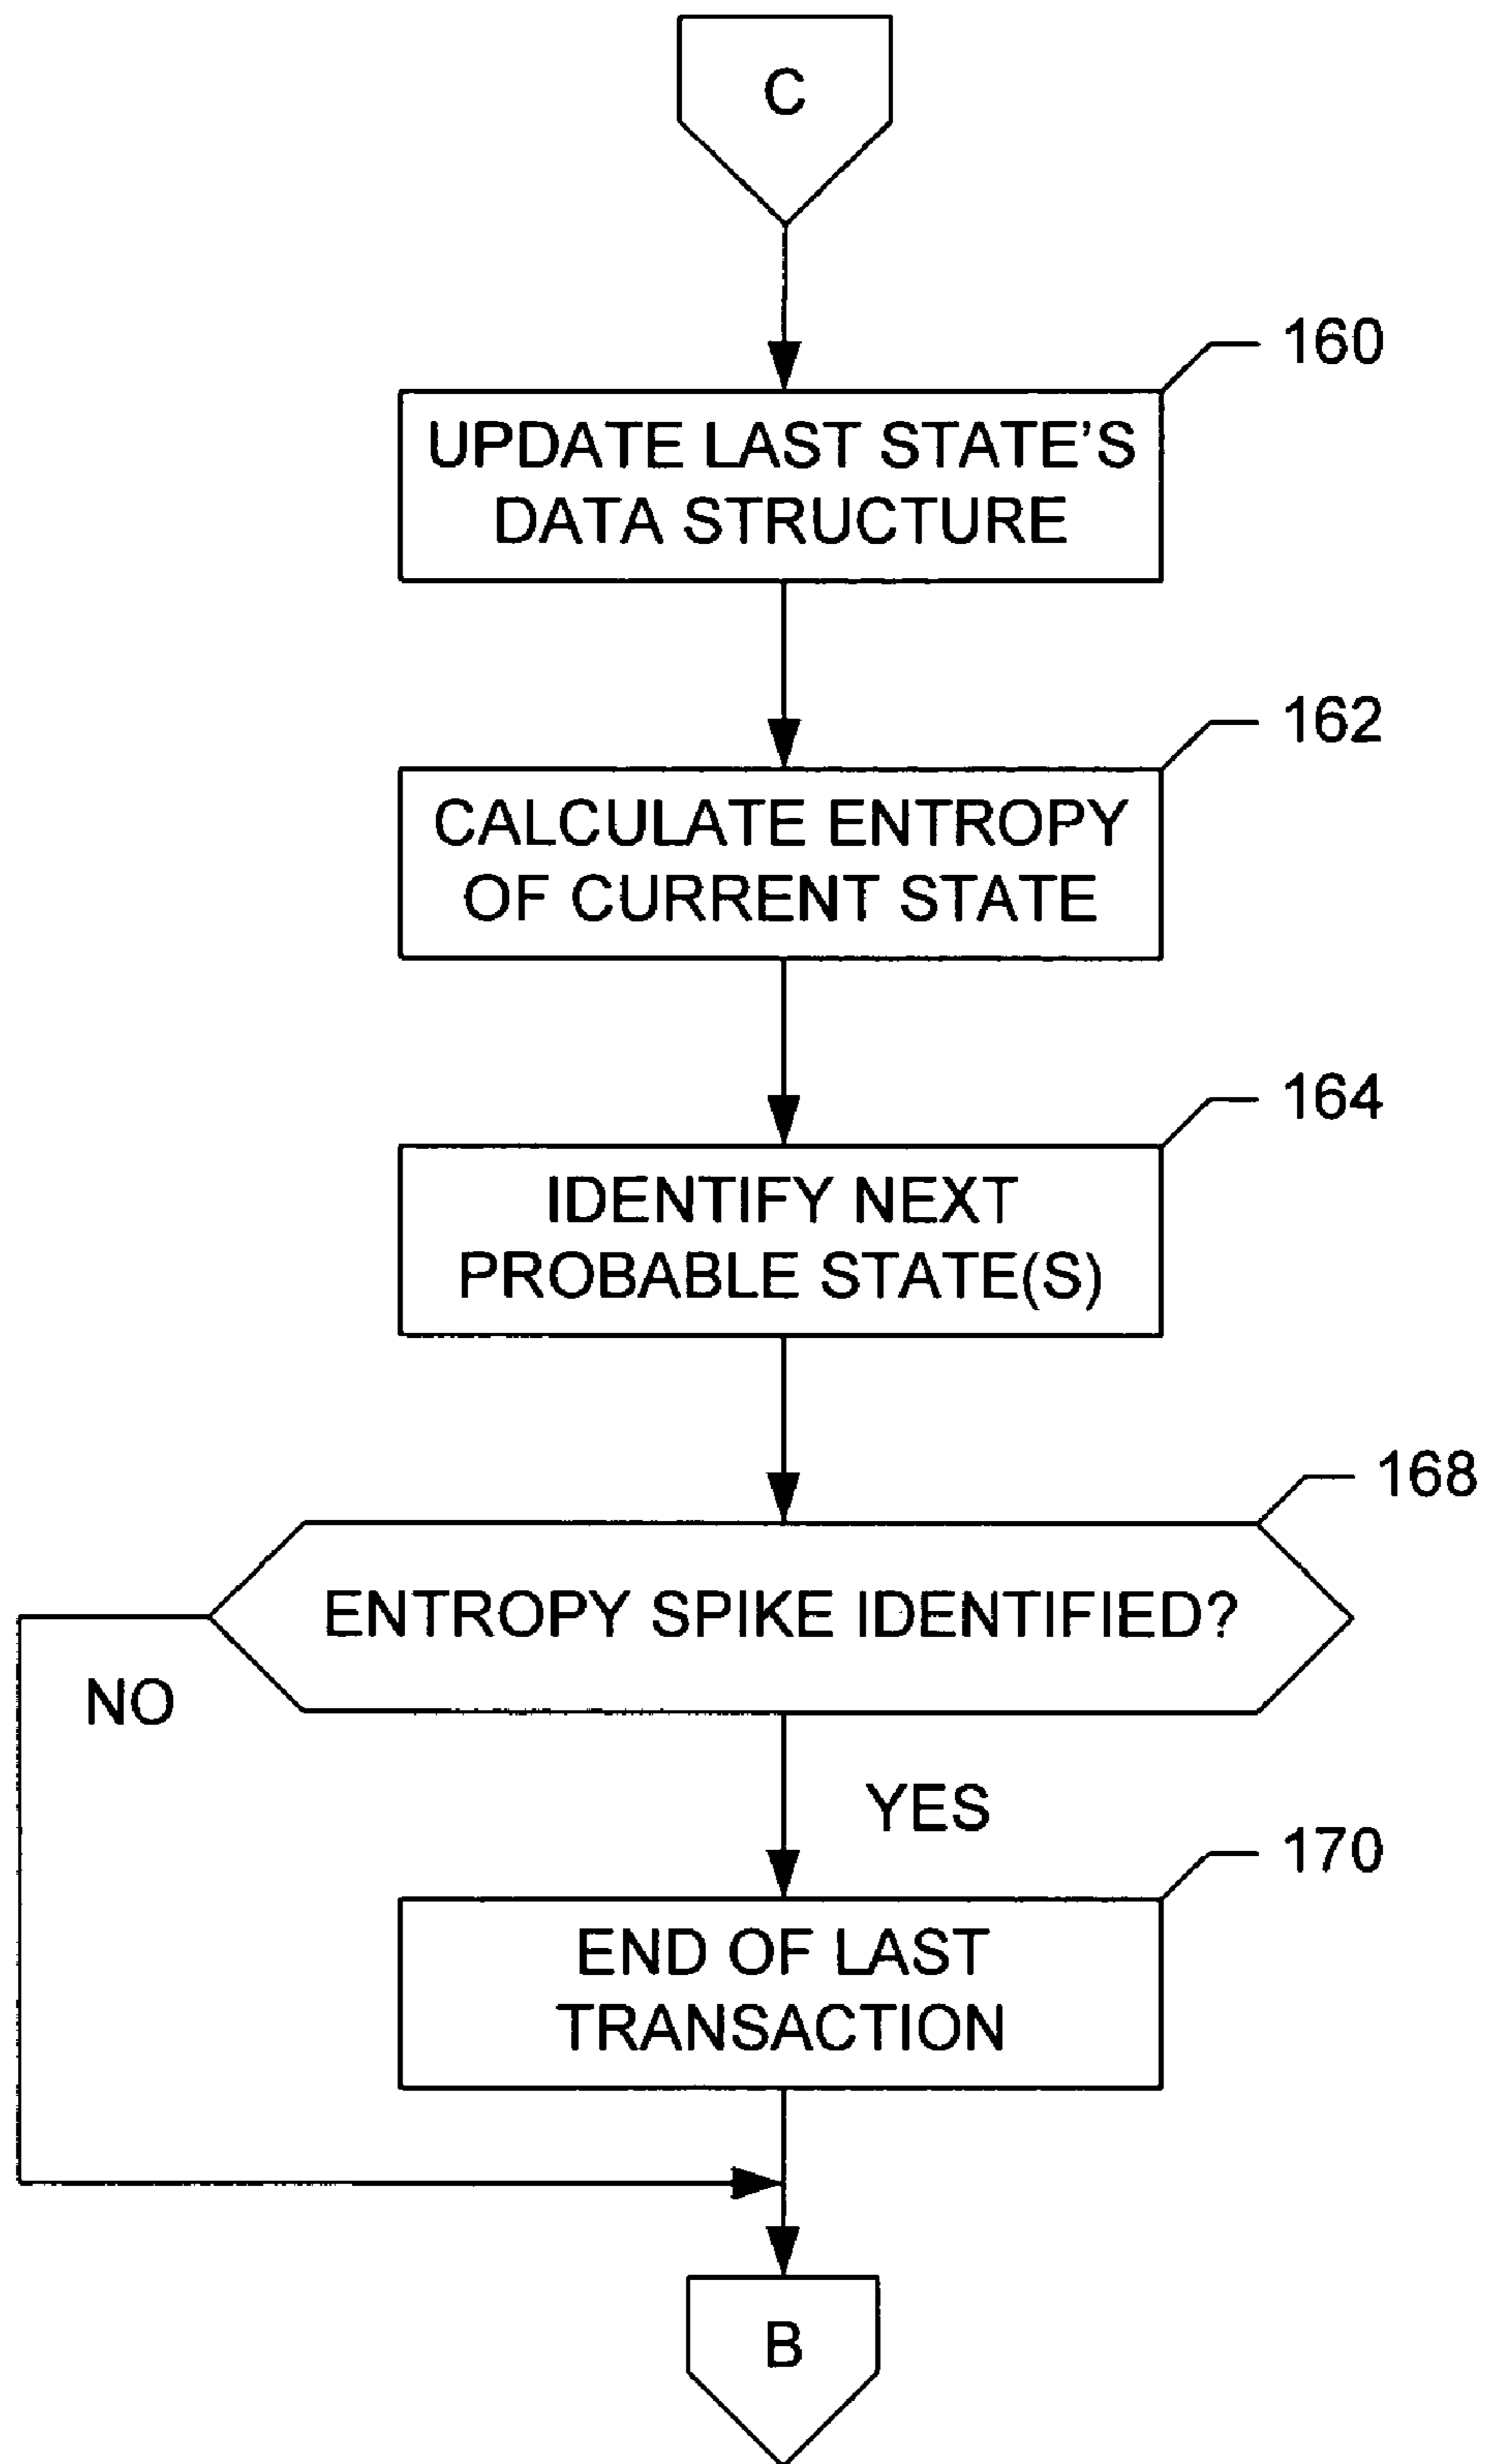 C
160
UPDATE LAST STATE’S
DATA STRUCTURE
162
CALCULATE ENTROPY
OF CURRENT STATE
164
IDENTIFY NEXT
PROBABLE STATE(S)
168
ENTROPY SPIKE IDENTIFIED?
NO
YES
170
END OF LAST
TRANSACTION
B